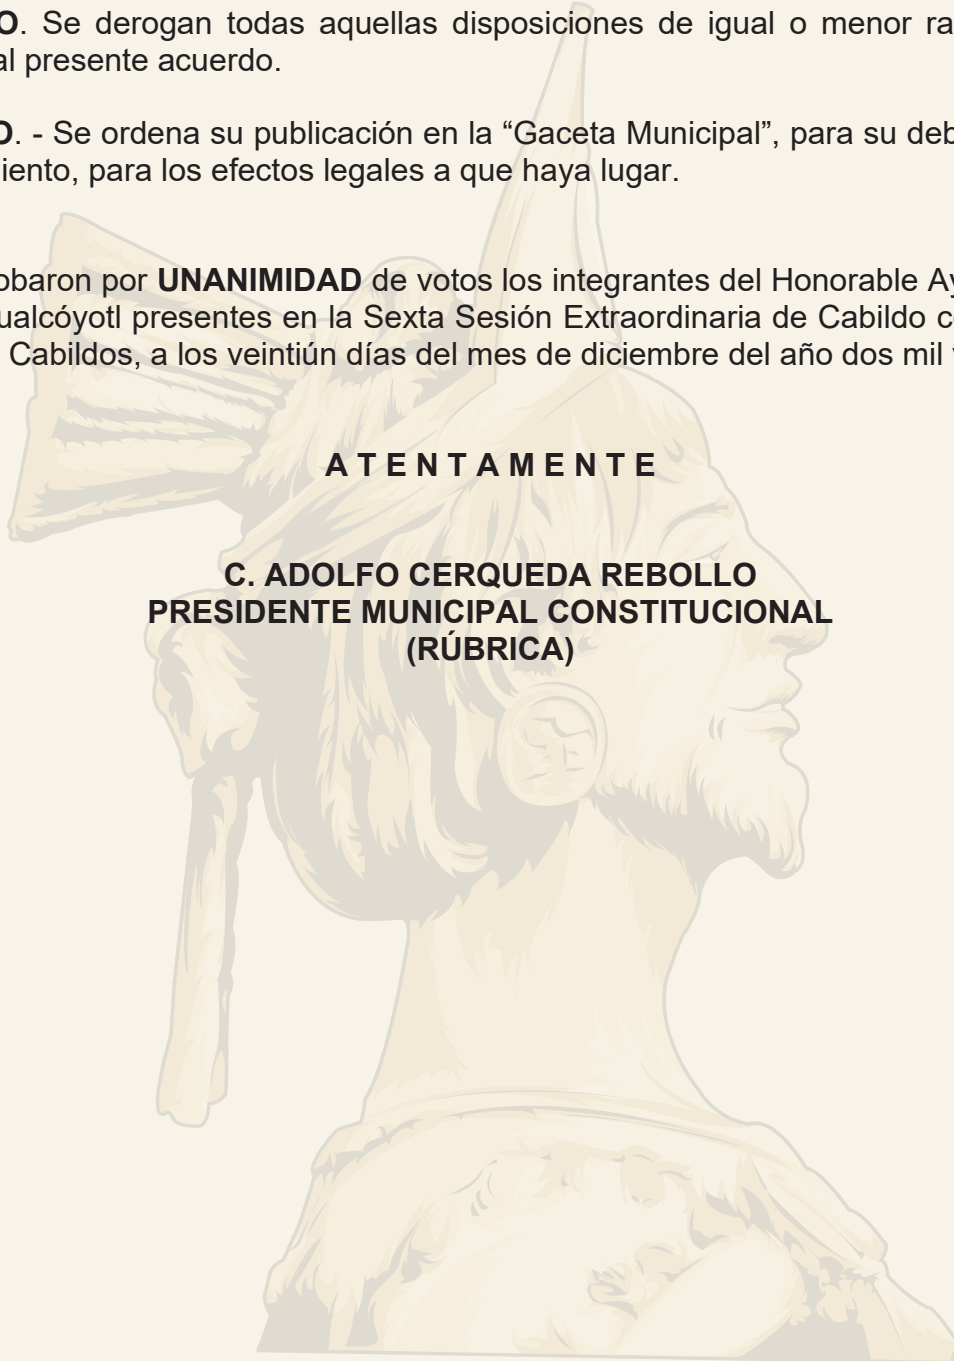 O. Se derogan todas aquellas disposiciones de igual o menor ra
al presente acuerdo.
O. - Se ordena su publicación en la “Gaceta Municipal”, para su deb
iento, para los efectos legales a que haya lugar.
obaron por UNANIMIDAD de votos los integrantes del Honorable Ay
ualcóyotl presentes en la Sexta Sesión Extraordinaria de Cabildo c
Cabildos, a los veintiún días del mes de diciembre del año dos mil v
A T E N T A M E N T E
C. ADOLFO CERQUEDA REBOLLO
PRESIDENTE MUNICIPAL CONSTITUCIONAL
(RÚBRICA)